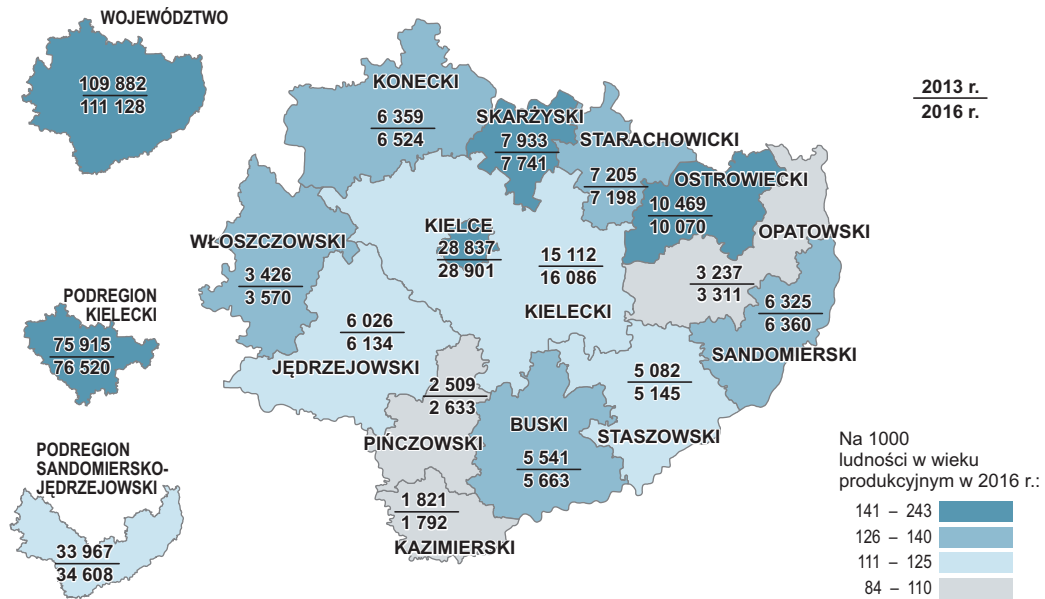 WOJEWÓDZTWO
109 882
111 128
2013 r.
2016 r.
KONECKI
6 359
6 524
SKARŻYSKI
7 933
7 741
STARACHOWICKI
7 205
7 198
OSTROWIECKI
10 469
10 070
OPATOWSKI
3 237
3 311
WŁOSZCZOWSKI
3 426
3 570
KIELCE
28 837
28 901
15 112
16 086
KIELECKI
6 325
6 360
SANDOMIERSKI
PODREGION
KIELECKI
75 915
76 520
6 026
6 134
JĘDRZEJOWSKI
5 082
5 145
STASZOWSKI
2 509
2 633
PIŃCZOWSKI
BUSKI
5 541
5 663
1 821
1 792
KAZIMIERSKI
PODREGION
SANDOMIERSKO-
JĘDRZEJOWSKI
33 967
34 608
Na 1000
ludności w wieku
produkcyjnym w 2016 r.:
141 – 243
126 – 140
111 – 125
84 – 110